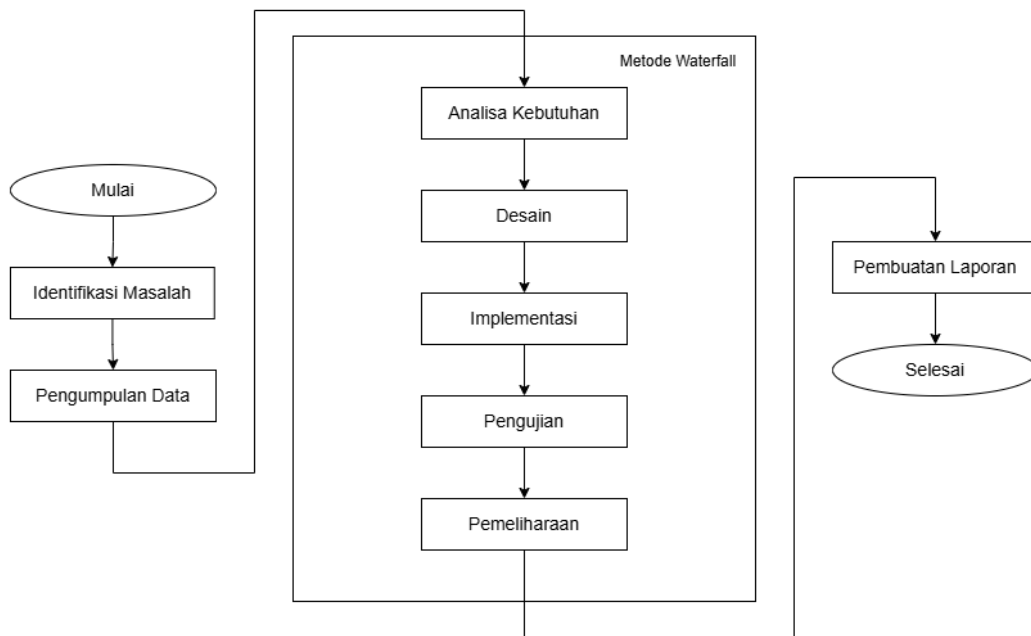 Mulai
Identifikasi Masalah
Pengumpulan Data
Metode Waterfall
Analisa Kebutuhan
Desain
Implementasi
Pengujian
Pemeliharaan
Pembuatan Laporan
Selesai